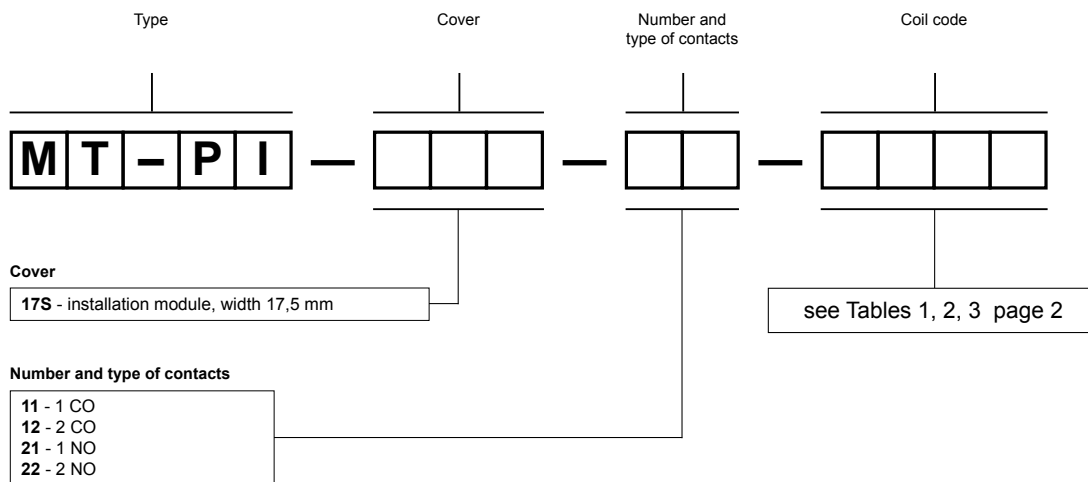 Type
Cover
Number and
type of contacts
Coil code
MT-PI — —  —
Cover
17S - installation module, width 17,5 mm
see Tables 1, 2, 3 page 2
Number and type of contacts
11 - 1 CO
12 - 2 CO
21 - 1 NO
22 - 2 NO